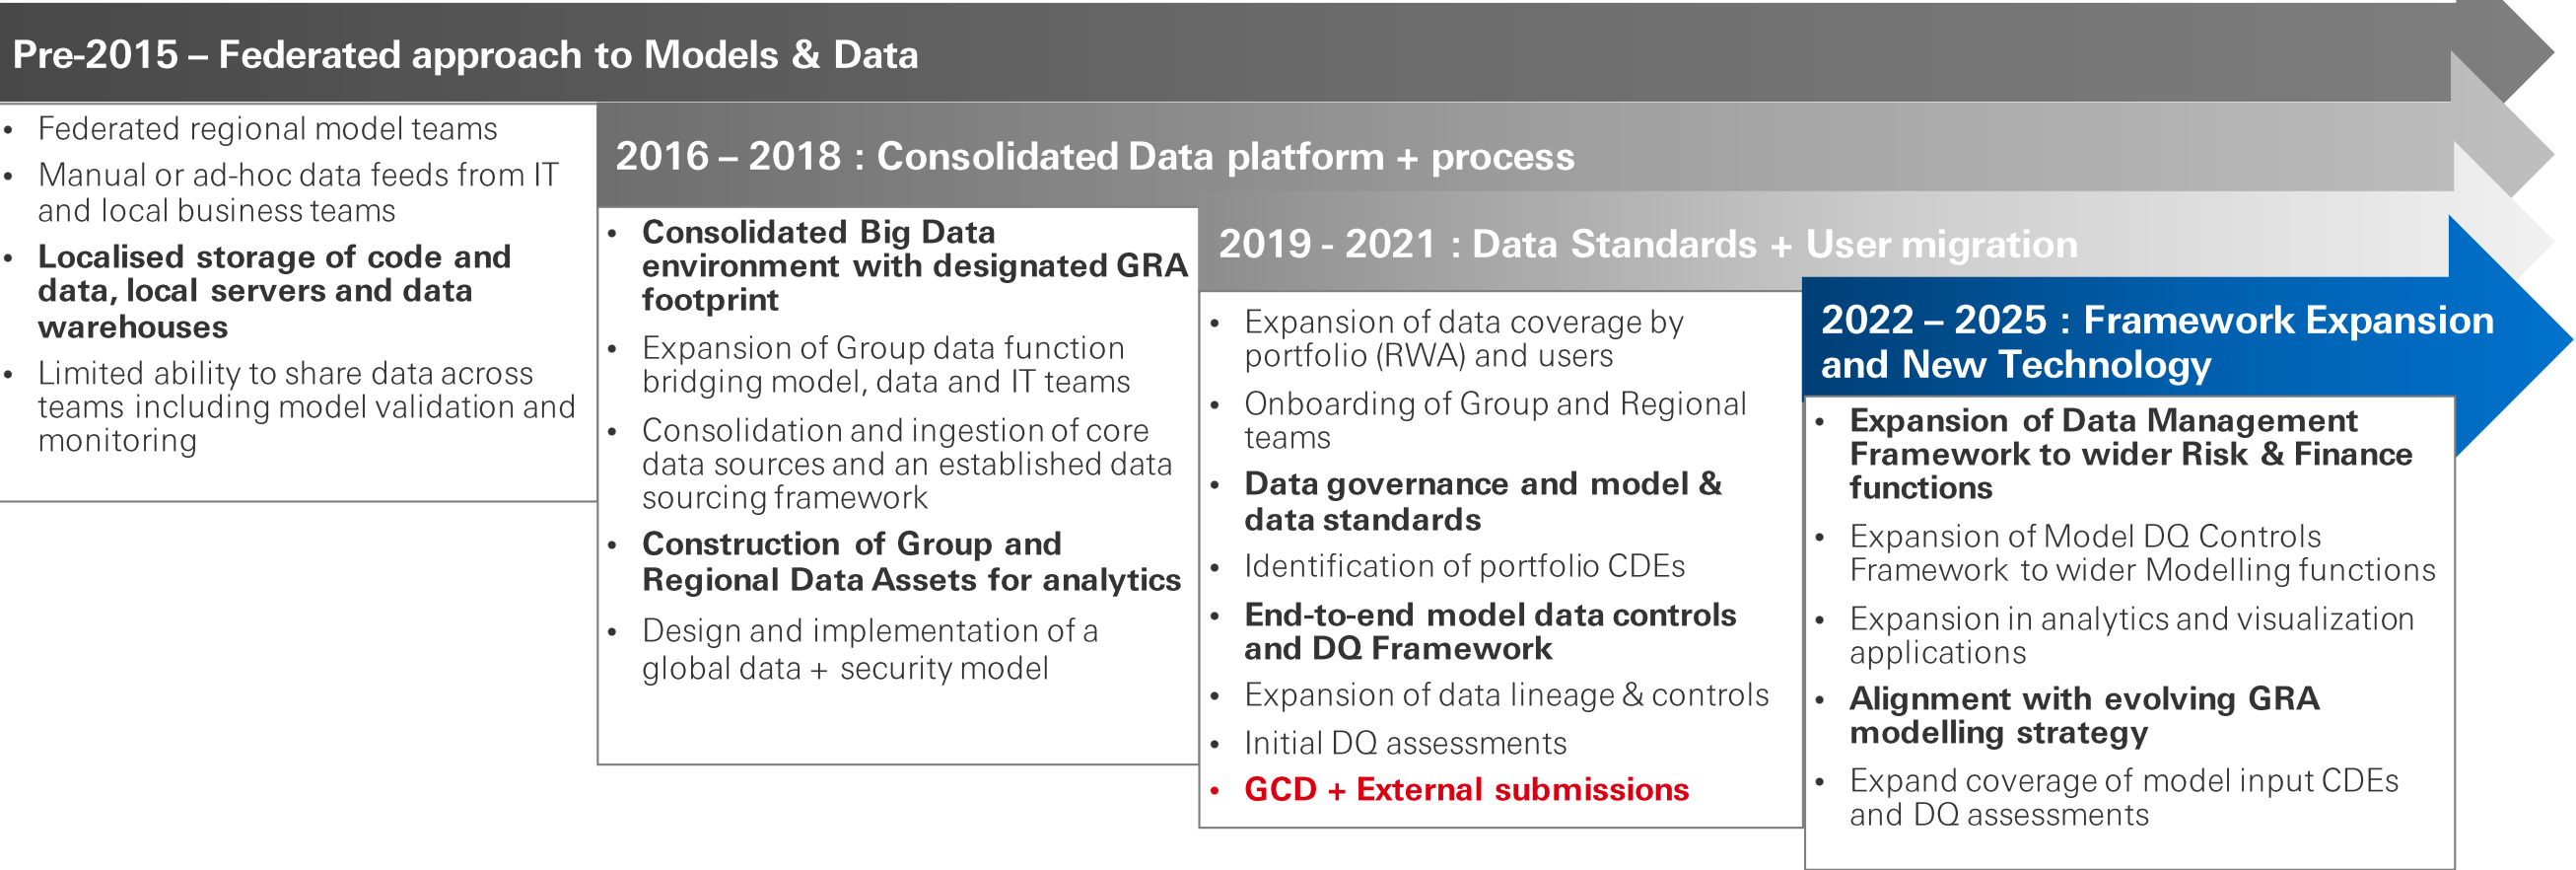 Pre-2015 – Federated approach to Models & Data
• Federated regional model teams
• Manual or ad-hoc data feeds from IT
and local business teams
• Localised storage of code and
data, local servers and data
warehouses
• Limited ability to share data across
teams including model validation and
monitoring
2016 – 2018 : Consolidated Data platform + process
• Consolidated Big Data
environment with designated GRA
footprint
• Expansion of Group data function
bridging model, data and IT teams
• Consolidation and ingestion of core
data sources and an established data
sourcing framework
• Construction of Group and
Regional Data Assets for analytics
• Design and implementation of a
global data + security model
2019 - 2021 : Data Standards + User migration
• Expansion of data coverage by
portfolio (RWA) and users
• Onboarding of Group and Regional
teams
• Data governance and model &
data standards
• Identification of portfolio CDEs
• End-to-end model data controls
and DQ Framework
• Expansion of data lineage & controls
• Initial DQ assessments
• GCD + External submissions
2022 – 2025 : Framework Expansion
and New Technology
• Expansion of Data Management
Framework to wider Risk & Finance
functions
• Expansion of Model DQ Controls
Framework to wider Modelling functions
• Expansion in analytics and visualization
applications
• Alignment with evolving GRA
modelling strategy
• Expand coverage of model input CDEs
and DQ assessments